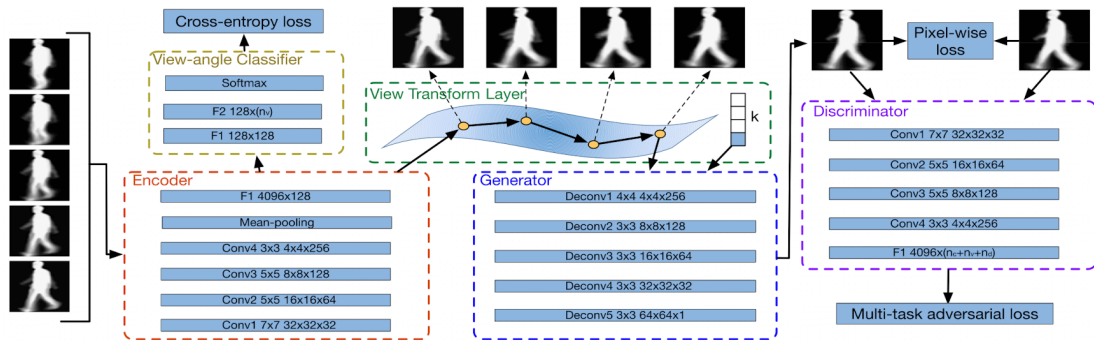 Cross-entropy loss
View-angle Classifier
Softmax
F2 128x(nᵥ)
F1 128x128
Encoder
F1 4096x128
Mean-pooling
Conv4 3x3 4x4x256
Conv3 5x5 8x8x128
Conv2 5x5 16x16x64
Conv1 7x7 32x32x32
View Transform Layer
k
Generator
Deconv1 4x4 4x4x256
Deconv2 3x3 8x8x128
Deconv3 3x3 16x16x64
Deconv4 3x3 32x32x32
Deconv5 3x3 64x64x1
Pixel-wise
loss
Discriminator
Conv1 7x7 32x32x32
Conv2 5x5 16x16x64
Conv3 5x5 8x8x128
Conv4 3x3 4x4x256
F1 4096x(n꜀+nᵥ+n𝒹)
Multi-task adversarial loss